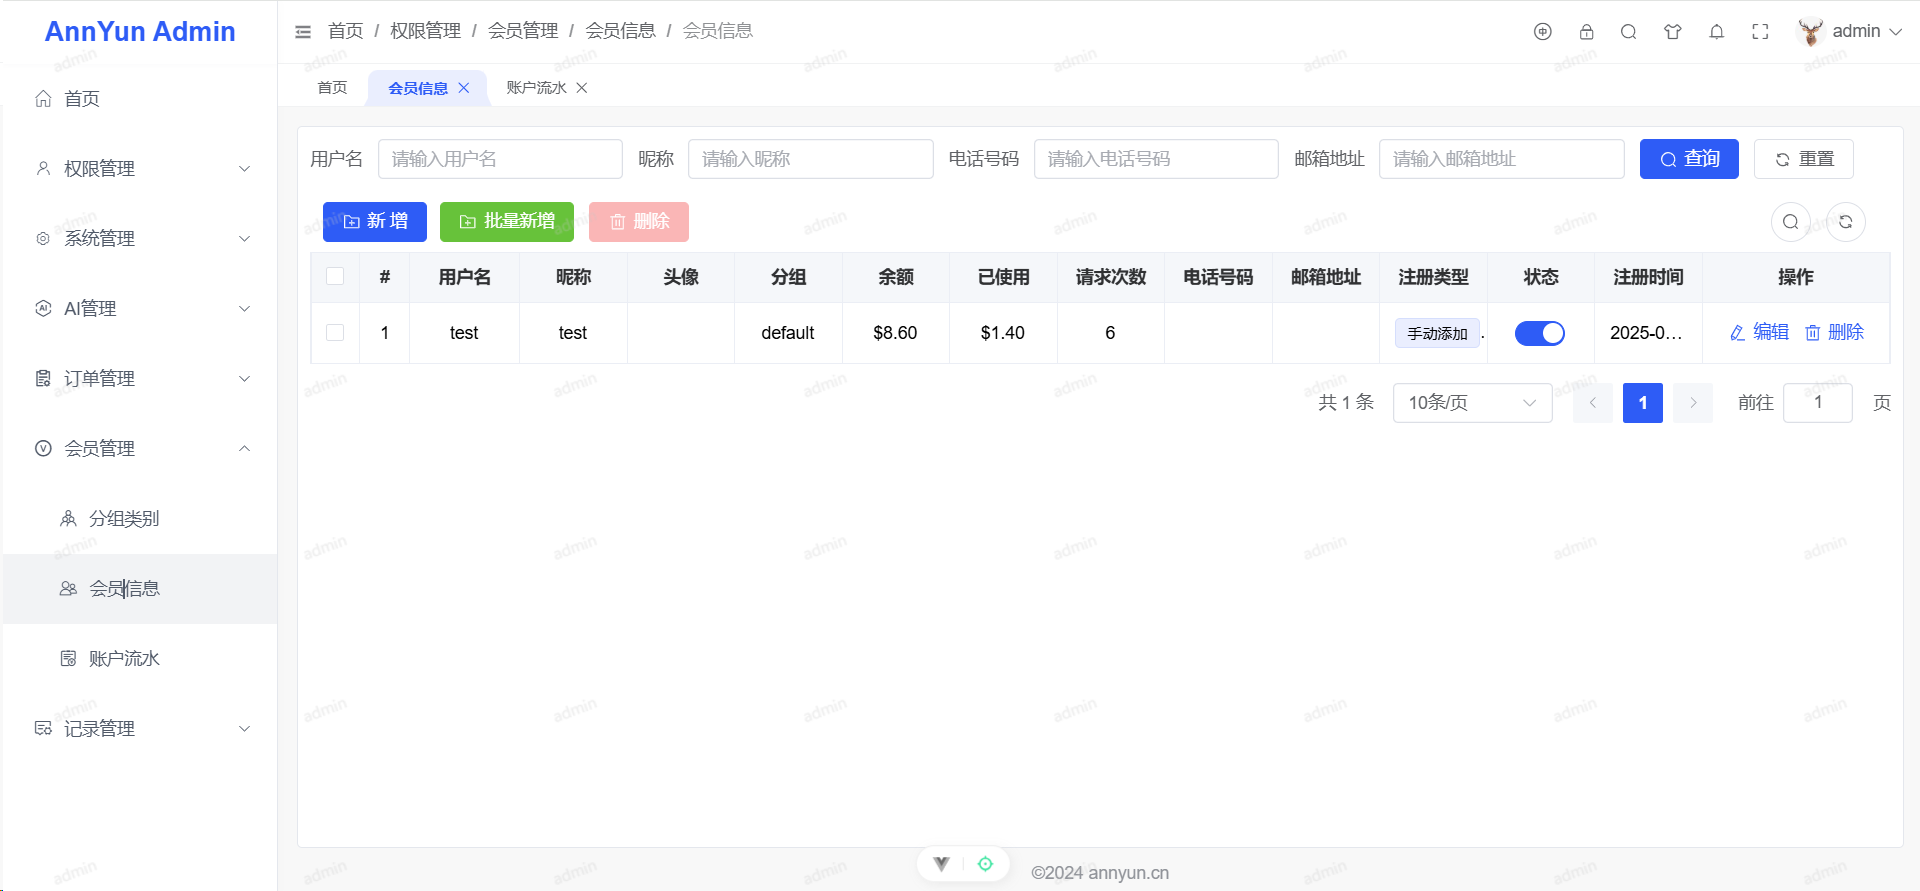 AnnYun Admin
首页 / 权限管理 / 会员管理 / 会员信息 / 会员信息
admin
首页
会员信息
账户流水
首页
权限管理
系统管理
AI管理
订单管理
会员管理
分组类别
会员信息
账户流水
记录管理
用户名 请输入用户名 昵称 请输入昵称 电话号码 请输入电话号码 邮箱地址 请输入邮箱地址 查询 重置
新 增 批量新增 删除
# 用户名 昵称 头像 分组 余额 已使用 请求次数 电话号码 邮箱地址 注册类型 状态 注册时间 操作
1 test test default $8.60 $1.40 6 手动添加 2025-0... 编辑 删除
共 1 条 10条/页 1 前往 1 页
©2024 annyun.cn